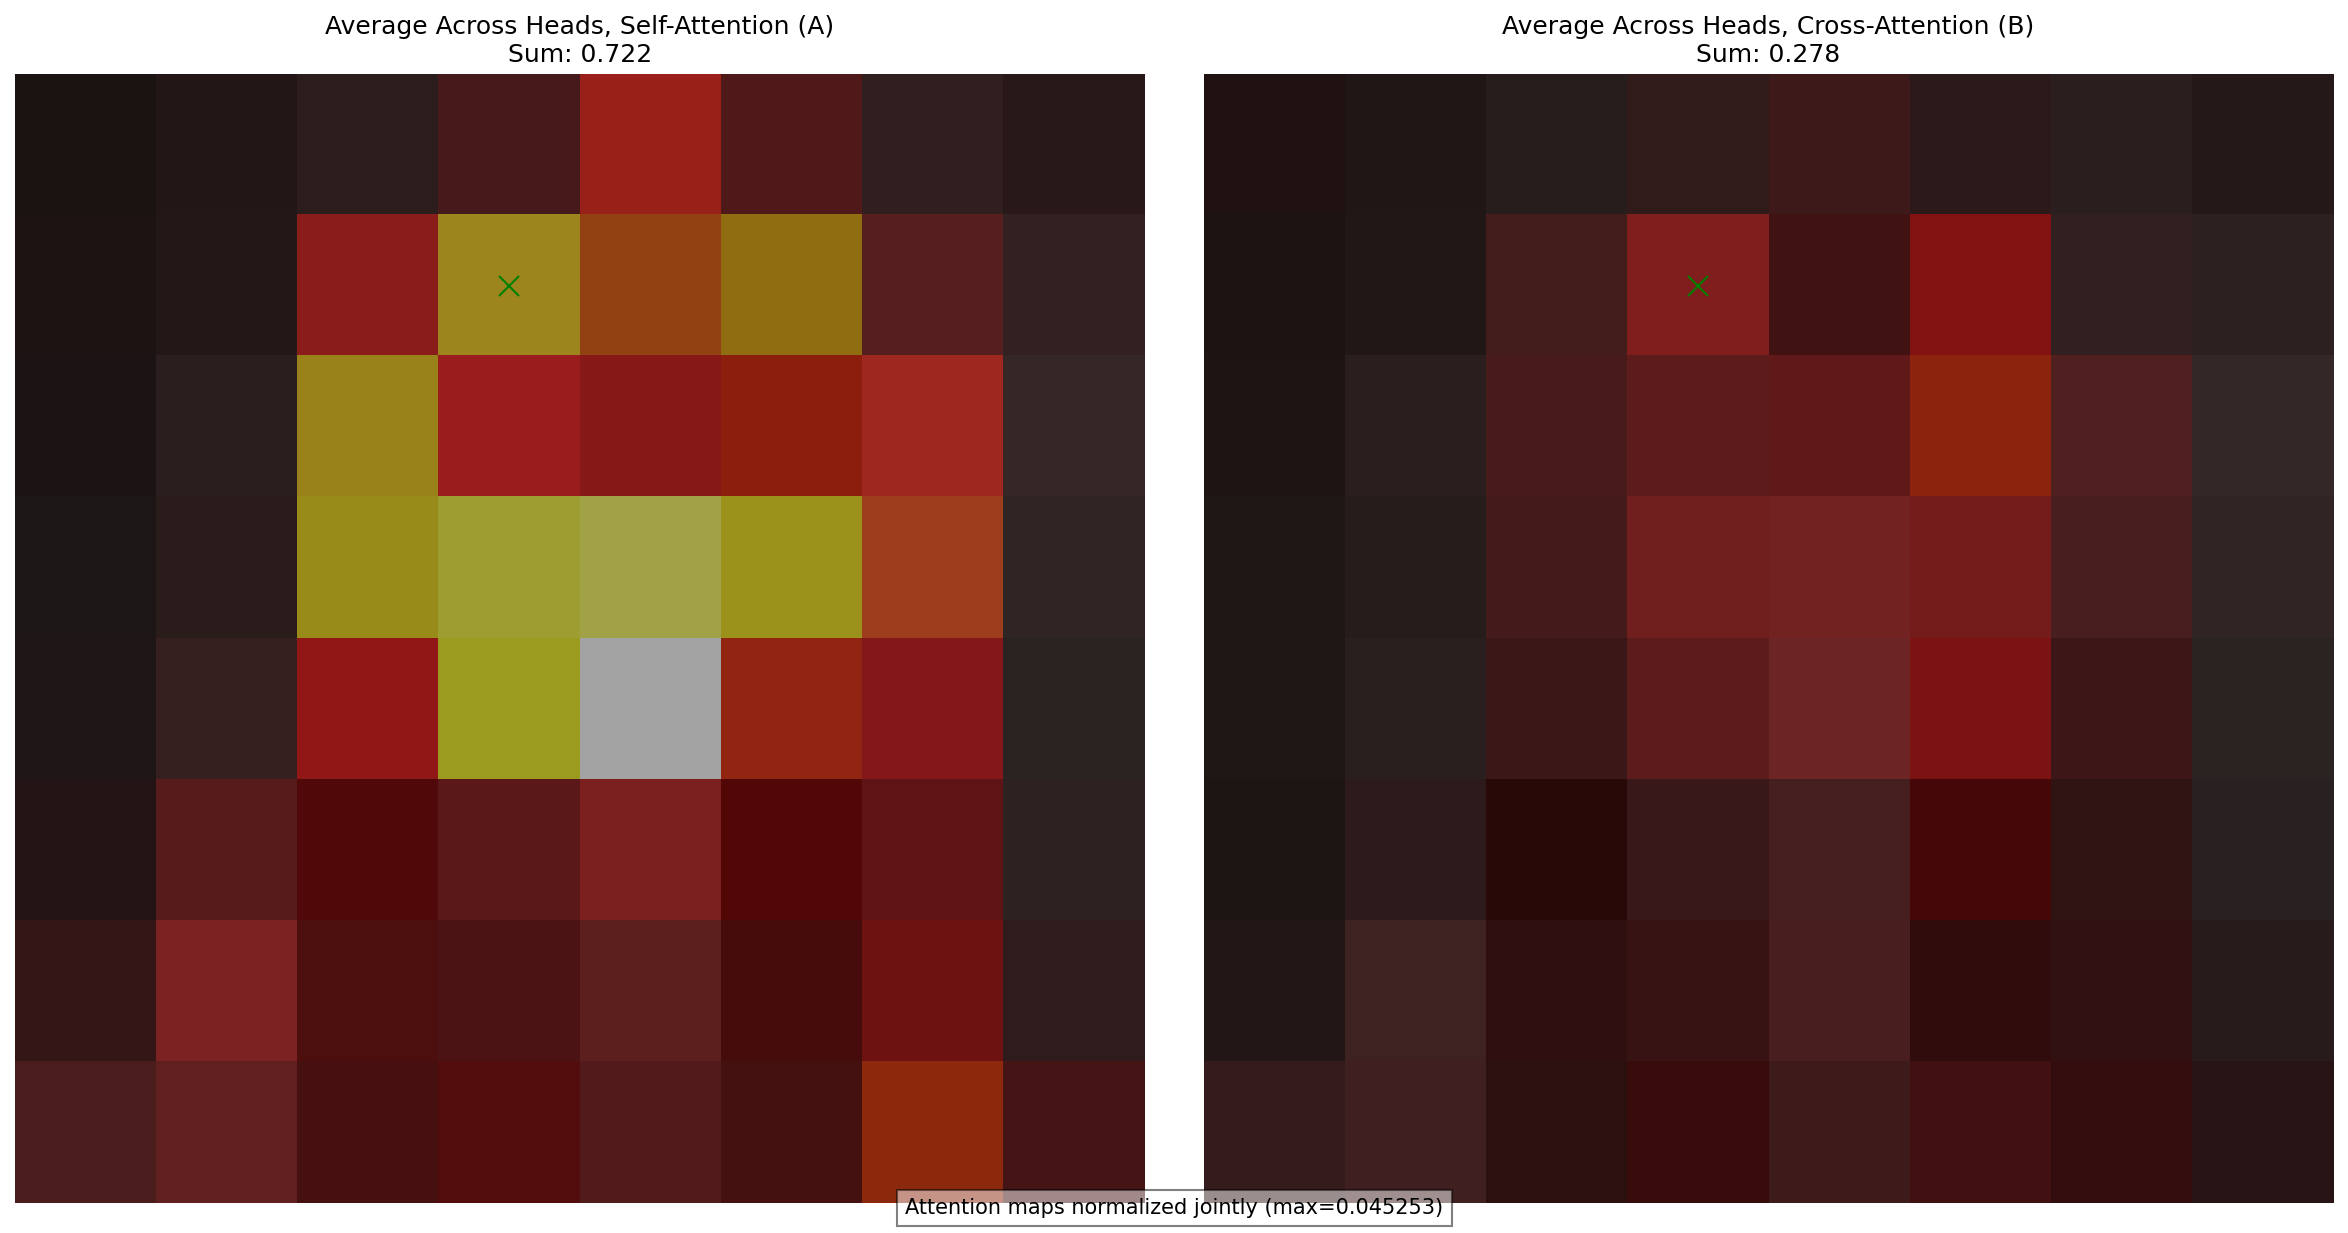 Average Across Heads, Self-Attention (A)
Sum: 0.722
Average Across Heads, Cross-Attention (B)
Sum: 0.278
Attention maps normalized jointly (max=0.045253)